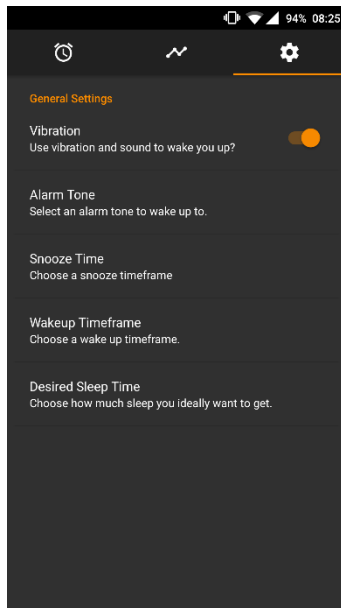 94% 08:25
General Settings
Vibration
Use vibration and sound to wake you up?
Alarm Tone
Select an alarm tone to wake up to.
Snooze Time
Choose a snooze timeframe
Wakeup Timeframe
Choose a wake up timeframe.
Desired Sleep Time
Choose how much sleep you ideally want to get.